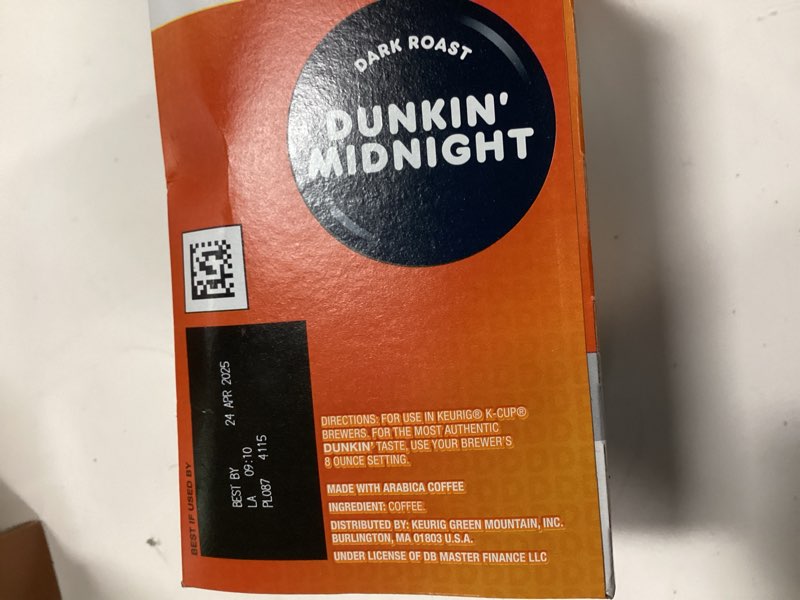 DARK ROAST
DUNKIN'
MIDNIGHT
BEST IF USED BY
BEST BY 24 APR 2025
LA 09:10
PL087 4115
DIRECTIONS: FOR USE IN KEURIG® K-CUP®
BREWERS. FOR THE MOST AUTHENTIC
DUNKIN' TASTE, USE YOUR BREWER'S
8 OUNCE SETTING.
MADE WITH ARABICA COFFEE
INGREDIENT: COFFEE.
DISTRIBUTED BY: KEURIG GREEN MOUNTAIN, INC.
BURLINGTON, MA 01803 U.S.A.
UNDER LICENSE OF DB MASTER FINANCE LLC